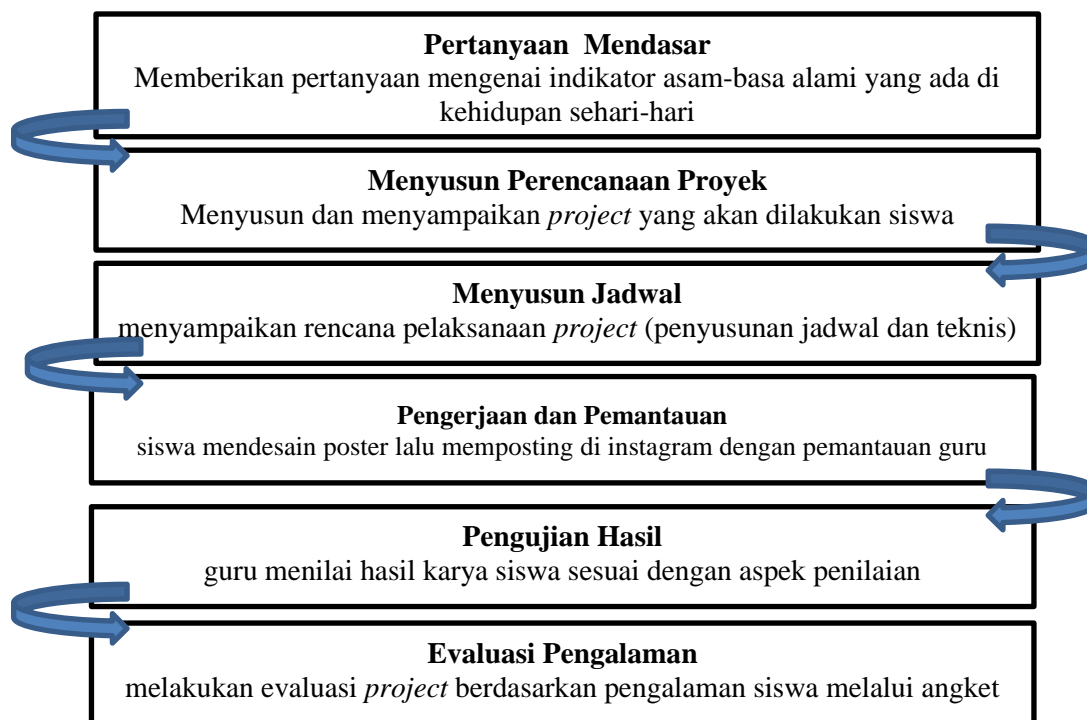 Pertanyaan Mendasar
Memberikan pertanyaan mengenai indikator asam-basa alami yang ada di
kehidupan sehari-hari
Menyusun Perencanaan Proyek
Menyusun dan menyampaikan project yang akan dilakukan siswa
Menyusun Jadwal
menyampaikan rencana pelaksanaan project (penyusunan jadwal dan teknis)
Pengerjaan dan Pemantauan
siswa mendesain poster lalu memposting di instagram dengan pemantauan guru
Pengujian Hasil
guru menilai hasil karya siswa sesuai dengan aspek penilaian
Evaluasi Pengalaman
melakukan evaluasi project berdasarkan pengalaman siswa melalui angket